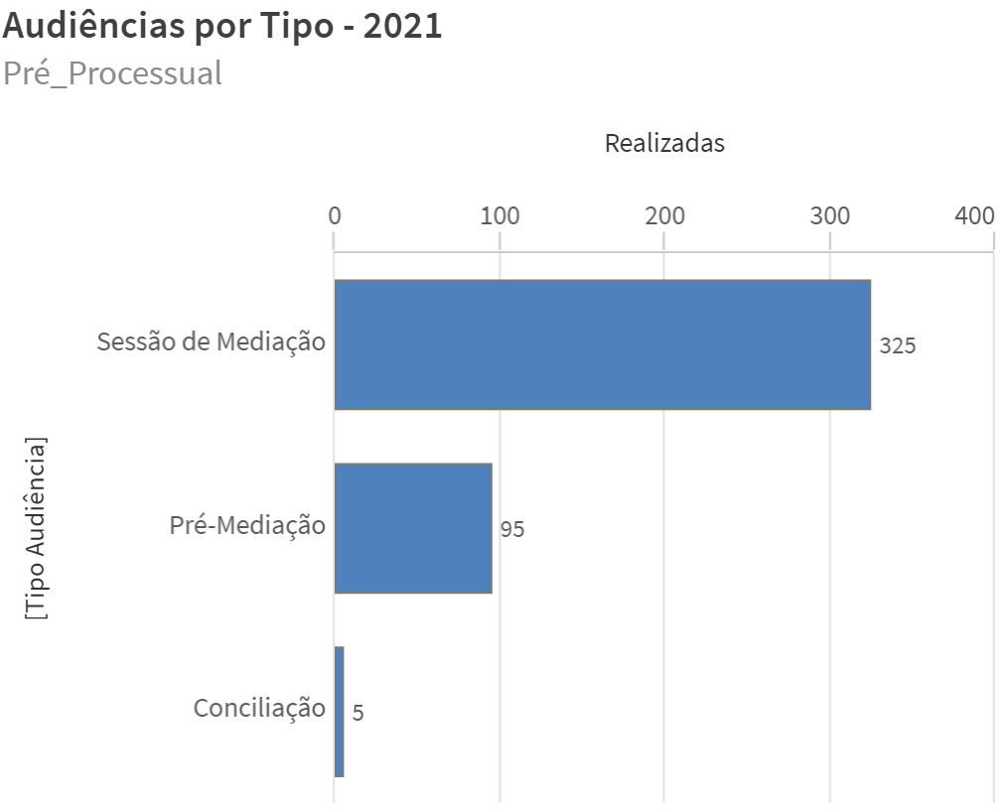 Audiências por Tipo - 2021
Pré_Processual
Realizadas
0 100 200 300 400
[Tipo Audiência]
Sessão de Mediação 325
Pré-Mediação 95
Conciliação 5